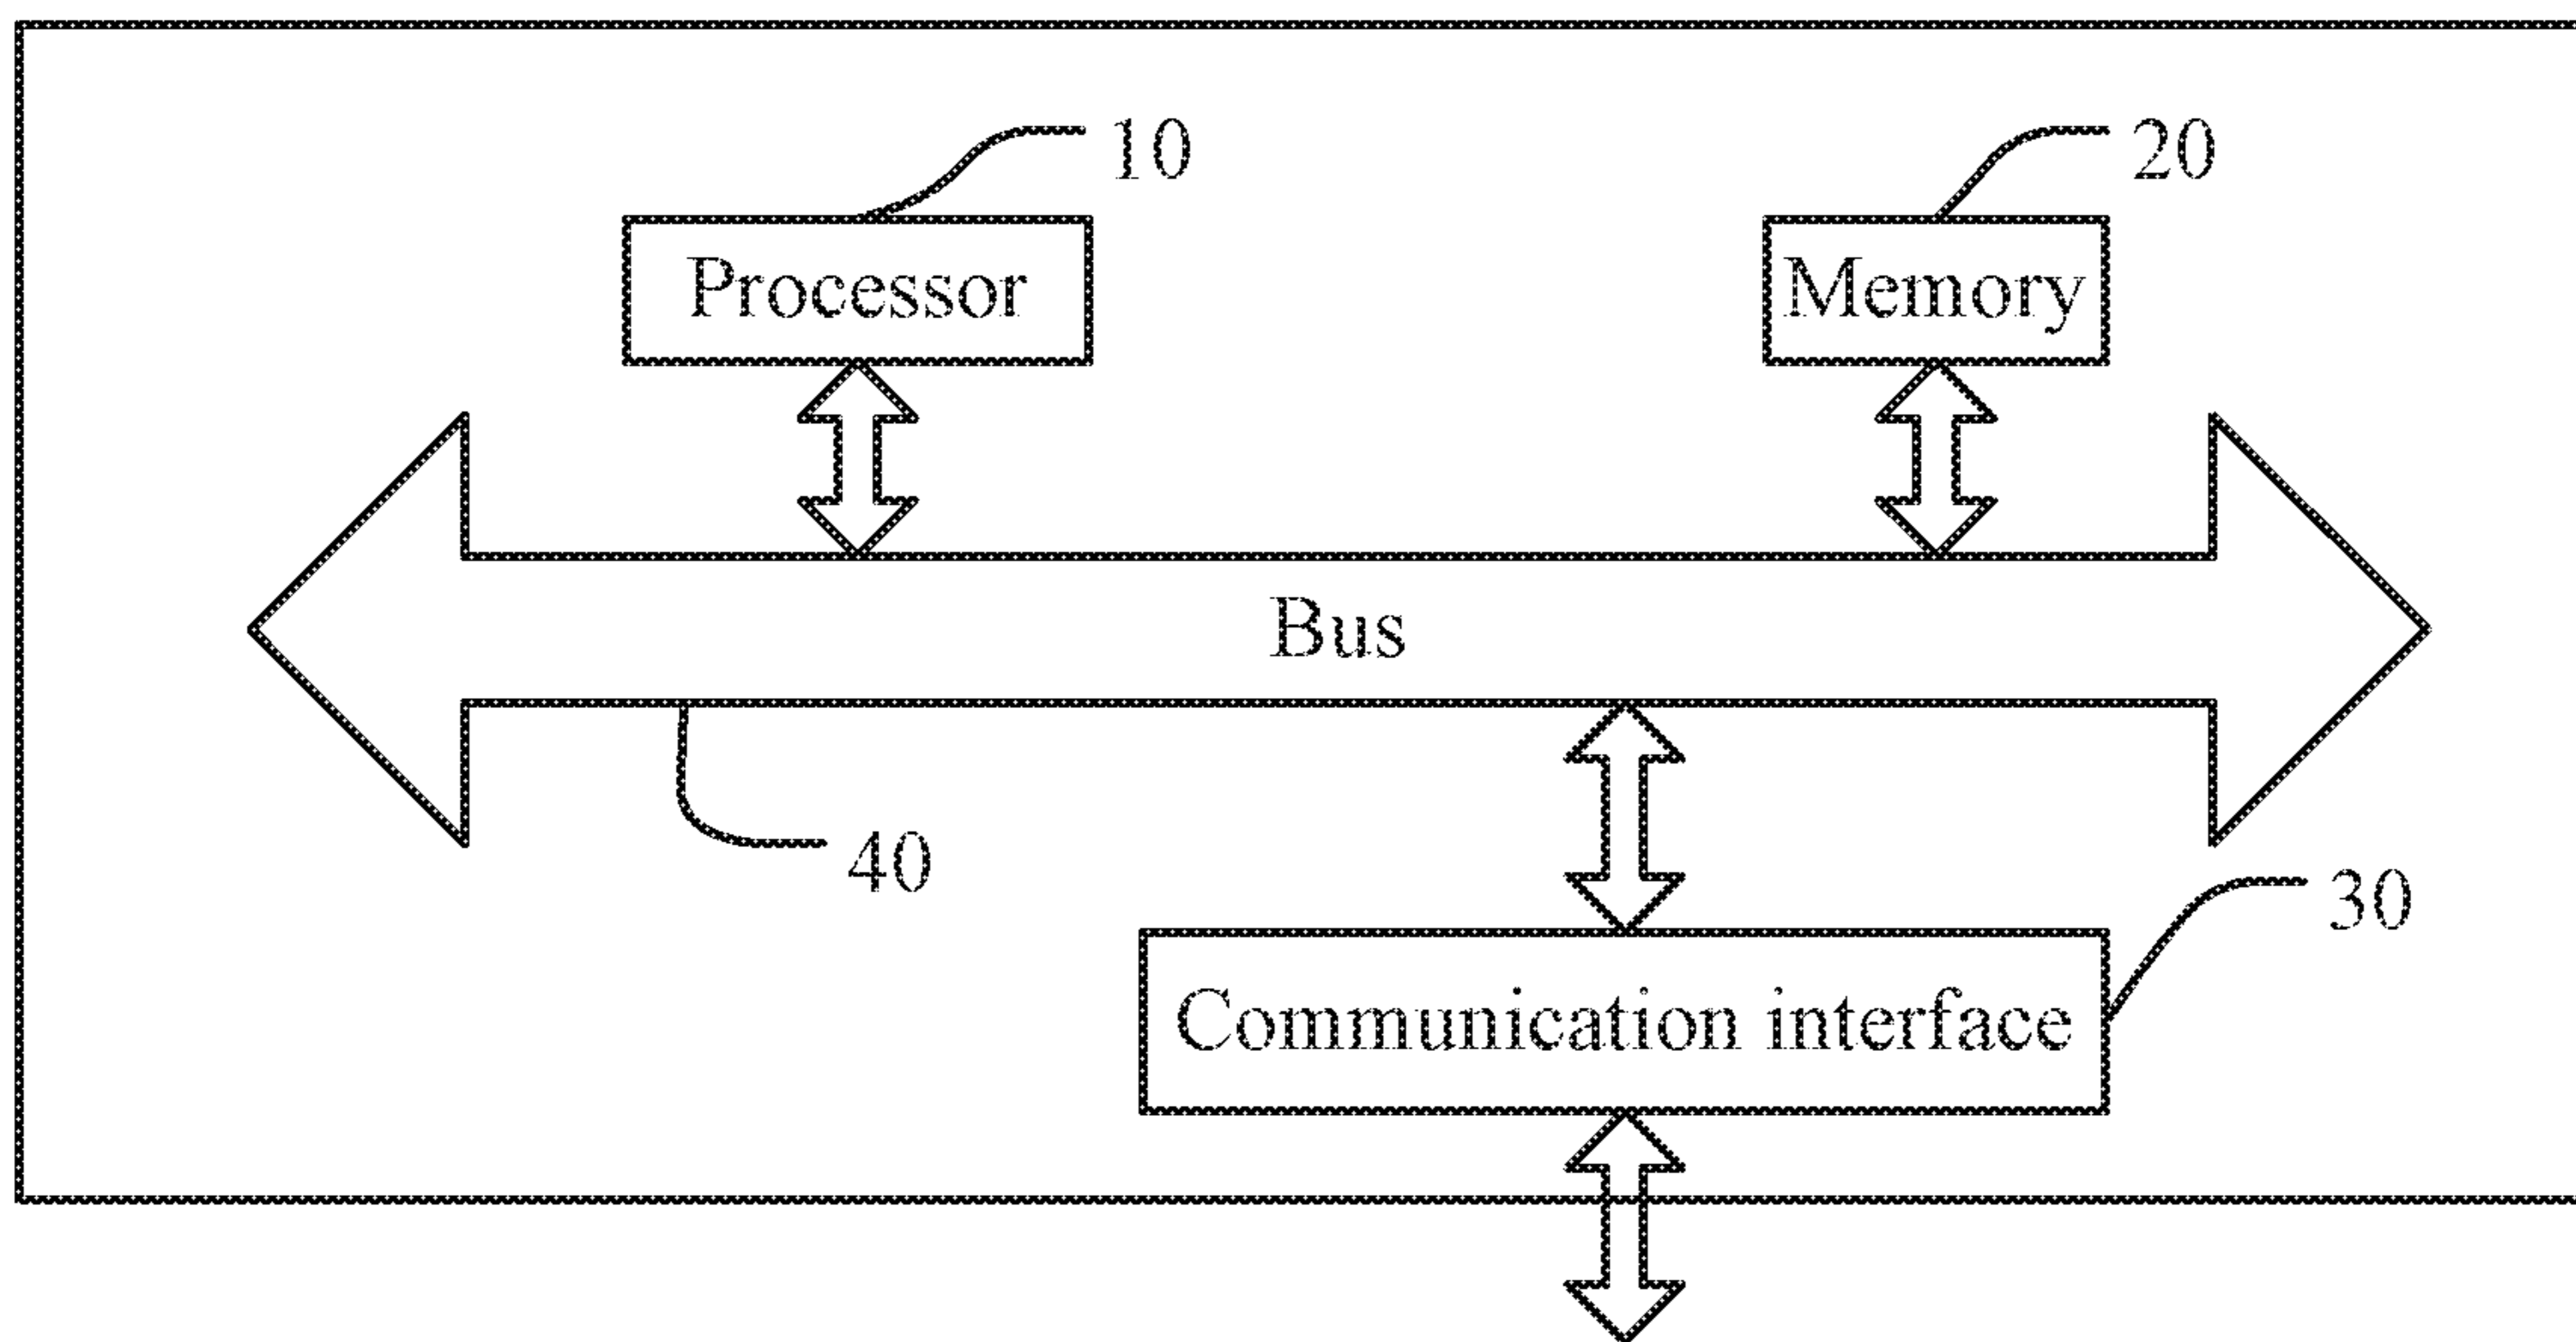 10
20
Processor
Memory
Bus
40
30
Communication interface